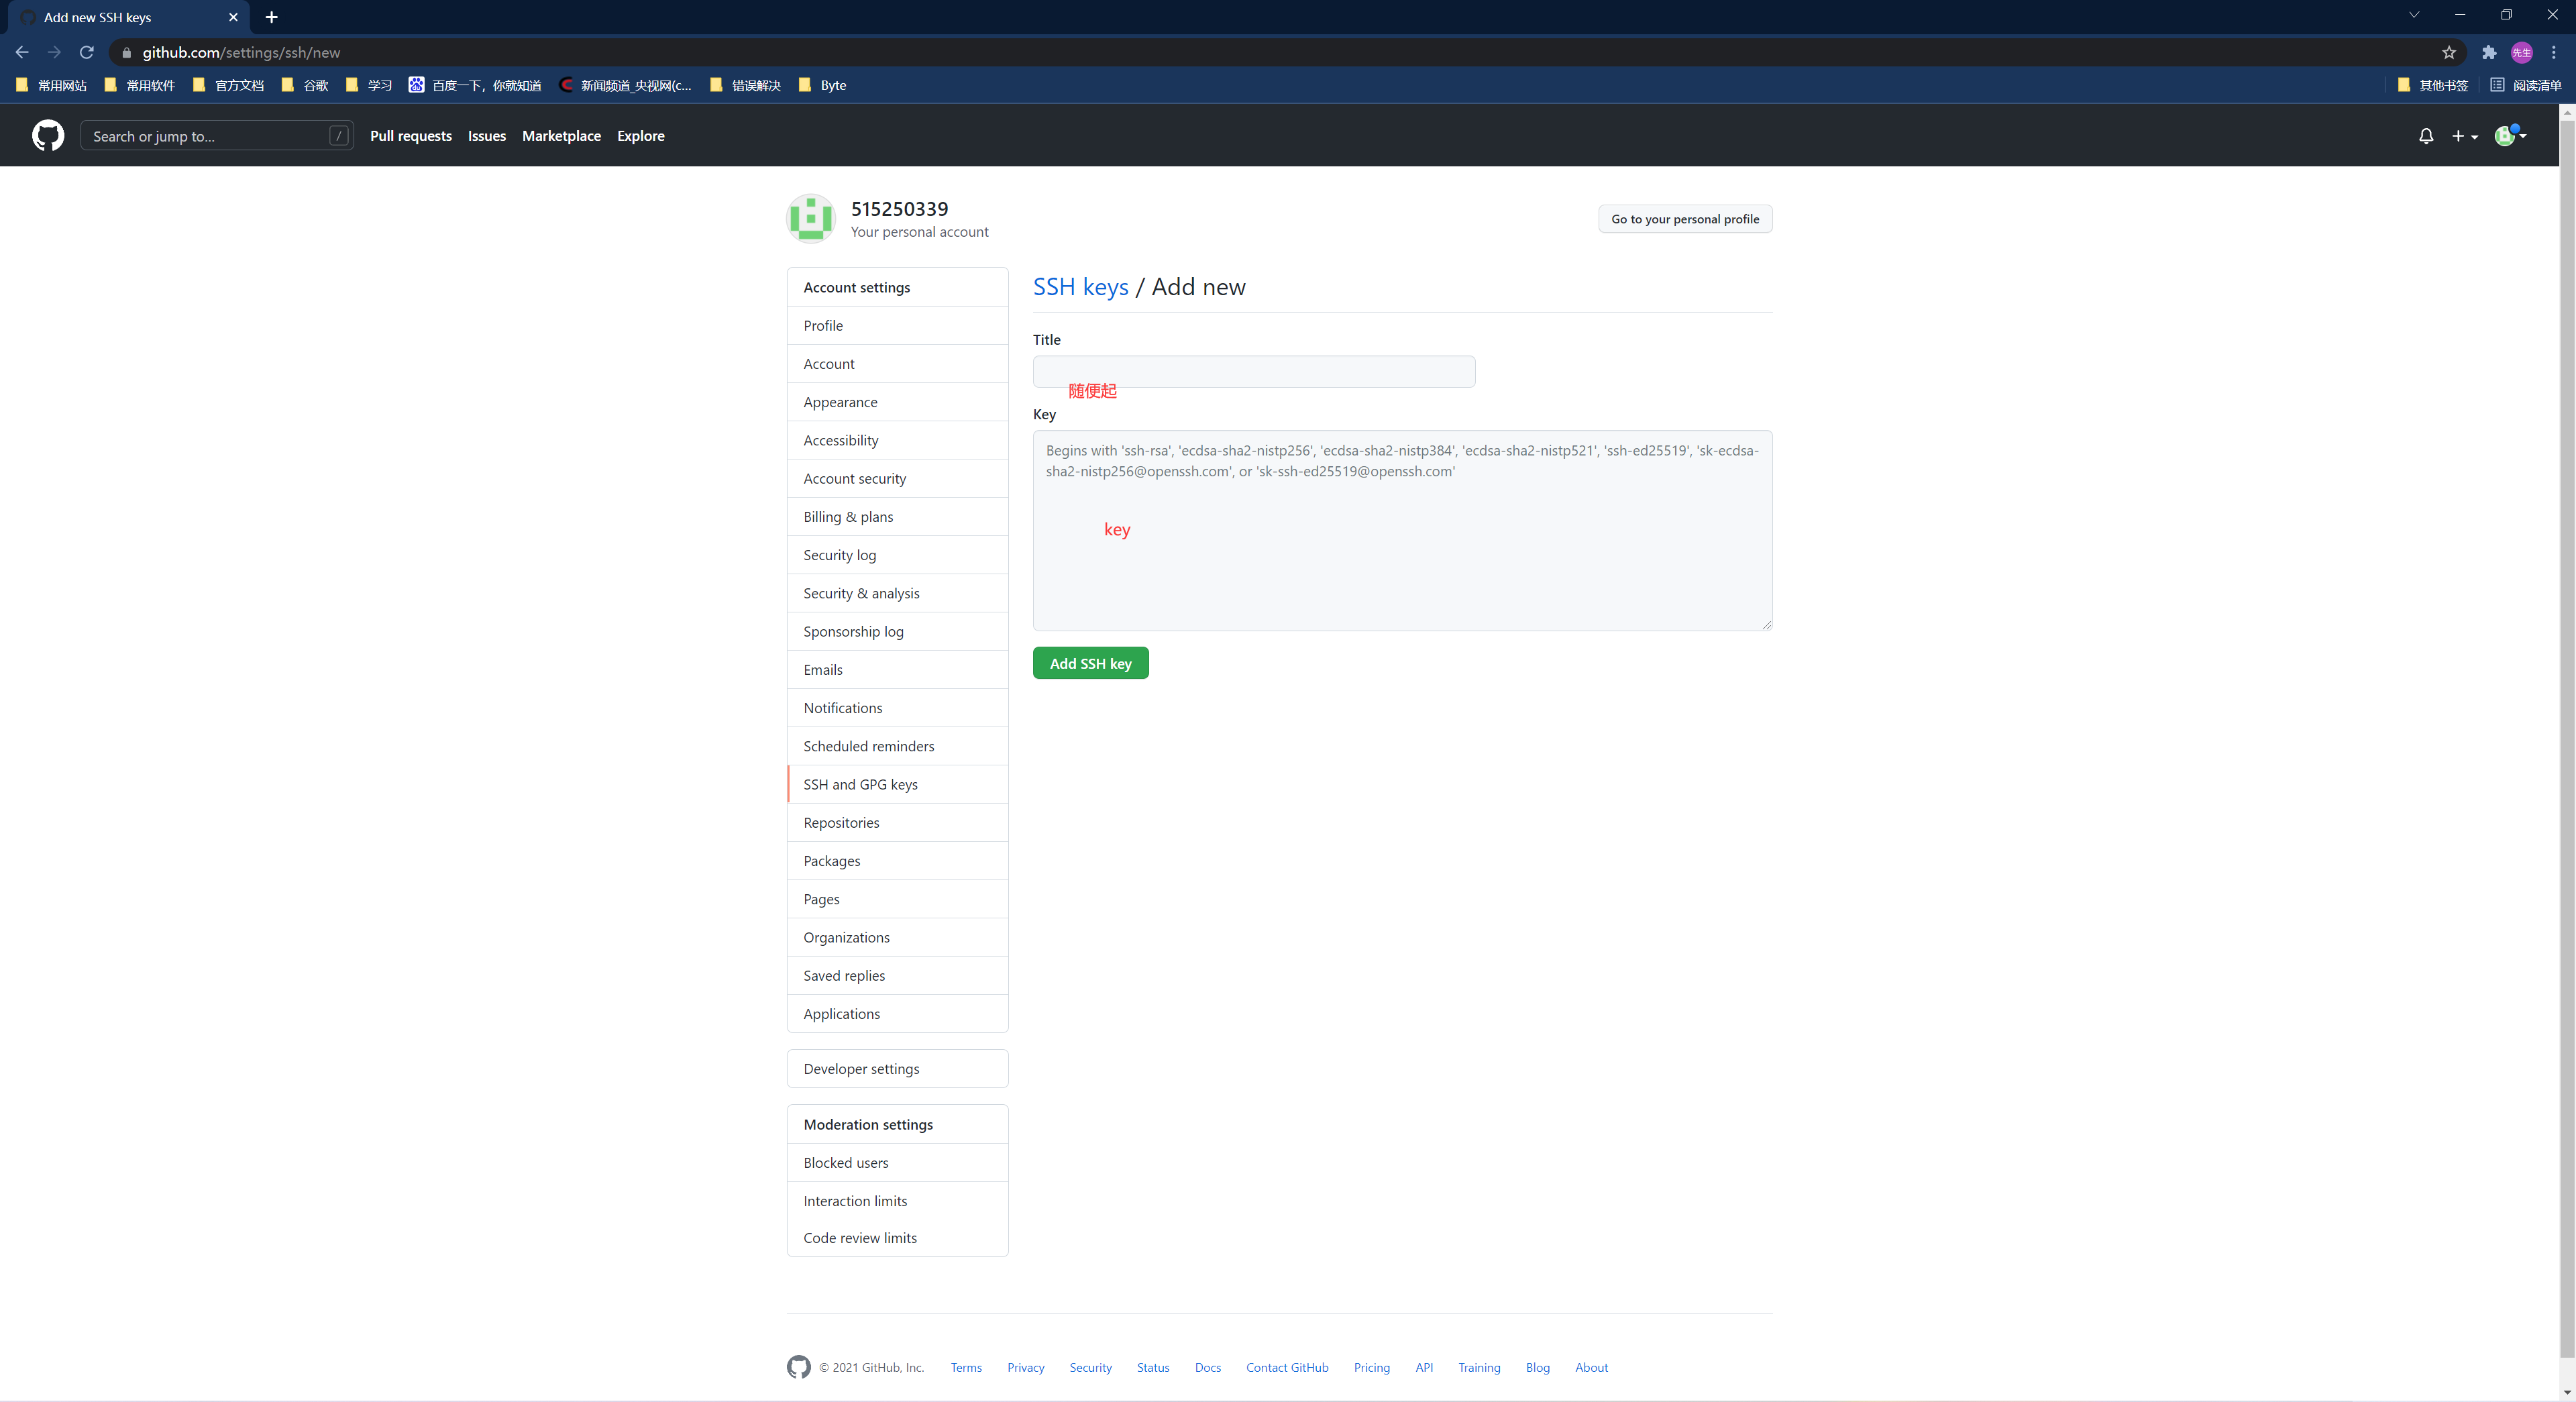 Add new SSH keys
github.com/settings/ssh/new
常用网站 常用软件 官方文档 谷歌 学习 百度一下，你就知道 新闻频道_央视网(c... 错误解决 Byte 其他书签 阅读清单
先生
Search or jump to... / Pull requests Issues Marketplace Explore
515250339
Your personal account
Go to your personal profile
Account settings
Profile
Account
Appearance
Accessibility
Account security
Billing & plans
Security log
Security & analysis
Sponsorship log
Emails
Notifications
Scheduled reminders
SSH and GPG keys
Repositories
Packages
Pages
Organizations
Saved replies
Applications
Developer settings
Moderation settings
Blocked users
Interaction limits
Code review limits
SSH keys / Add new
Title
随便起
Key
Begins with 'ssh-rsa', 'ecdsa-sha2-nistp256', 'ecdsa-sha2-nistp384', 'ecdsa-sha2-nistp521', 'ssh-ed25519', 'sk-ecdsa-
sha2-nistp256@openssh.com', or 'sk-ssh-ed25519@openssh.com'
key
Add SSH key
© 2021 GitHub, Inc. Terms Privacy Security Status Docs Contact GitHub Pricing API Training Blog About